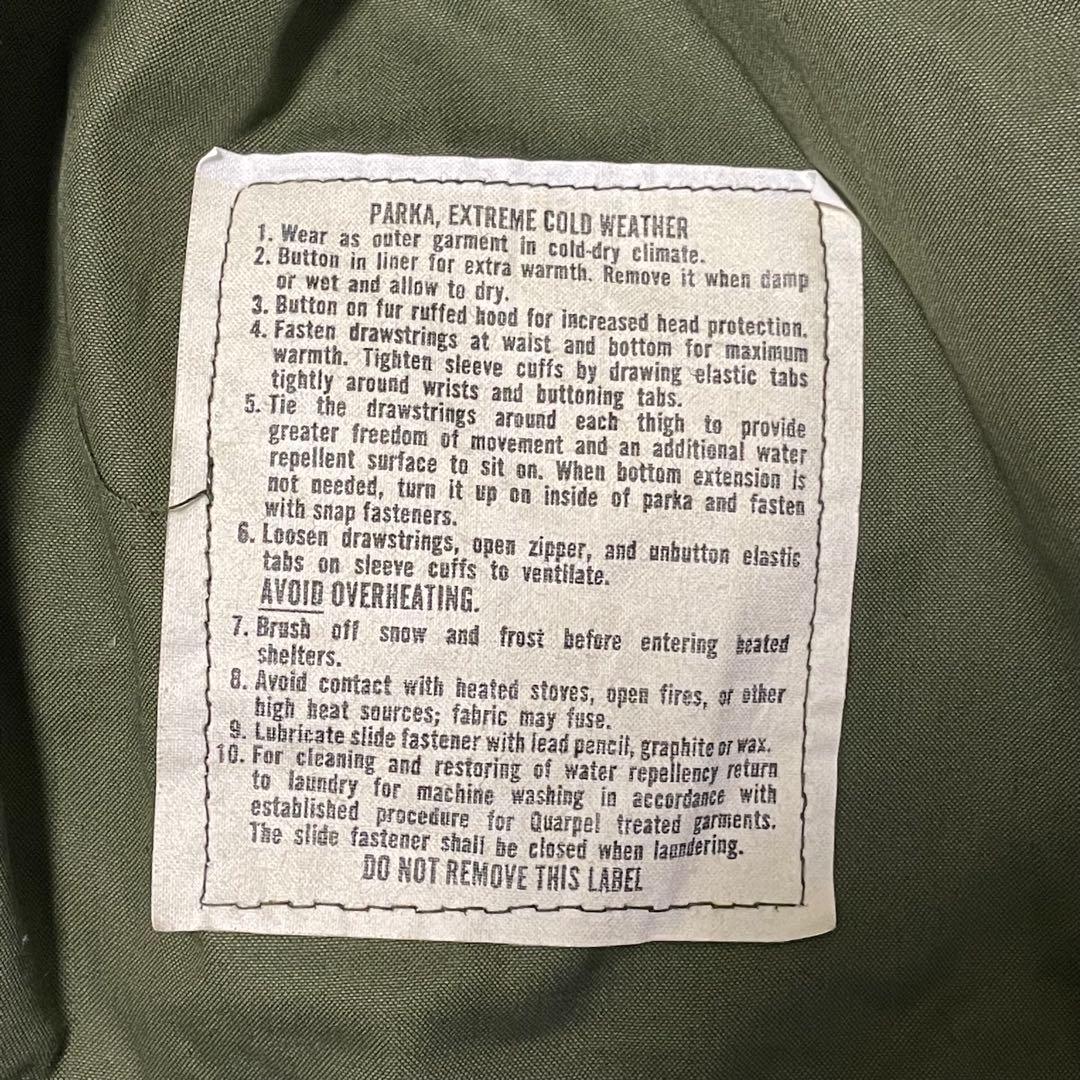 PARKA, EXTREME COLD WEATHER
1. Wear as outer garment in cold-dry climate.
2. Button in liner for extra warmth. Remove it when damp
or wet and allow to dry.
3. Button on fur ruffed hood for increased head protection.
4. Fasten drawstrings at waist and bottom for maximum
warmth. Tighten sleeve cuffs by drawing elastic tabs
tightly around wrists and buttoning tabs.
5. Tie the drawstrings around each thigh to provide
greater freedom of movement and an additional water
repellent surface to sit on. When bottom extension is
not needed, turn it up on inside of parka and fasten
with snap fasteners.
6. Loosen drawstrings, open zipper, and unbutton elastic
tabs on sleeve cuffs to ventilate.
AVOID OVERHEATING.
7. Brush off snow and frost before entering heated
shelters.
8. Avoid contact with heated stoves, open fires, or other
high heat sources; fabric may fuse.
9. Lubricate slide fastener with lead pencil, graphite or wax.
10. For cleaning and restoring of water repellency return
to laundry for machine washing in accordance with
established procedure for Quarpel treated garments.
The slide fastener shall be closed when laundering.
DO NOT REMOVE THIS LABEL